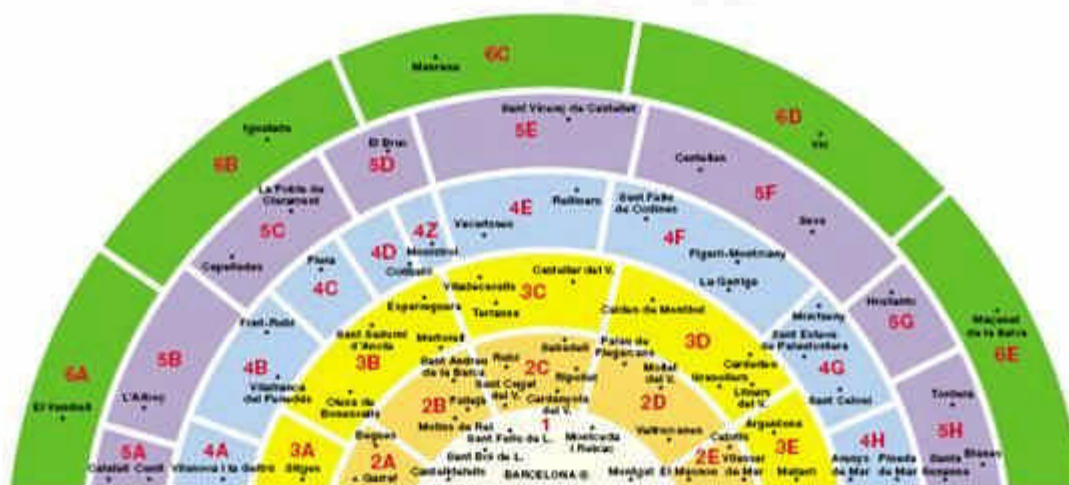 6C
Manresa
6D
Vic
Sant Vicenç de Castellet
5E
Igualada
6B
El Bruc
5D
Centelles
5F
La Pobla de
Claramunt
5C
4E
Rellinars
Vacarisses
Sant Feliu
de Codines
4F
Seva
4Z
Monistrol
4D
Collbató
Figaró-Montmany
La Garriga
Capellades
Piera
4C
Castellar del V.
Viladecavalls
3C
Terrassa
Hostalric
5G
Esparreguera
Caldes de Montbui
Montseny
Maçanet
de la Selva
6E
Font-Rubí
Sant Sadurní
d'Anoia
3B
Martorell
Sabadell
Palau de
Plegamans
3D
Sant Esteve
de Palautordera
5B
4B
Sant Andreu
de la Barca
Rubí
2C
Mollet
del V.
Cardedeu
Granollers
4G
6A
Vilafranca
del Penedès
Sant Cugat
del V.
Ripollet
Llinars
del V.
L'Arboç
Olesa de
Bonesvalls
2B
Pallejà
Cerdanyola
del V.
2D
Sant Celoni
Tordera
El Vendrell
Molins de Rei
1
Argentona
Begues
Sant Feliu de L.
Montcada
i Reixac
Vallromanes
Cabrils
3E
4H
5H
5A
4A
3A
2A
Sant Boi de L.
2E
Vilassar
de Mar
Arenys
de Mar
Pineda
de Mar
Blanes
Calafell
Cunit
Vilanova i la Geltrú
Sitges
Garraf
Castelldefels
BARCELONA
Montgat
El Masnou
Mataró
Santa
Susanna